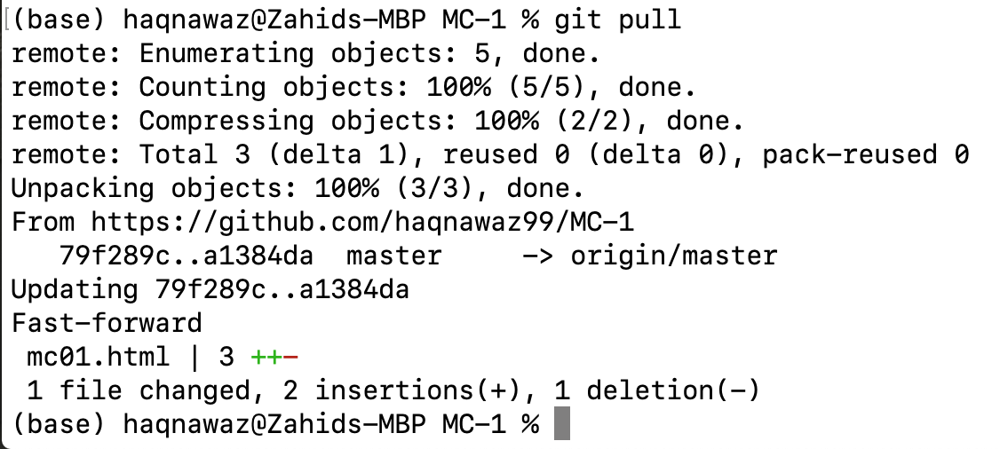 (base) haqnawaz@Zahids-MBP MC-1 % git pull
remote: Enumerating objects: 5, done.
remote: Counting objects: 100% (5/5), done.
remote: Compressing objects: 100% (2/2), done.
remote: Total 3 (delta 1), reused 0 (delta 0), pack-reused 0
Unpacking objects: 100% (3/3), done.
From https://github.com/haqnawaz99/MC-1
   79f289c..a1384da  master     -> origin/master
Updating 79f289c..a1384da
Fast-forward
 mc01.html | 3 ++-
 1 file changed, 2 insertions(+), 1 deletion(-)
(base) haqnawaz@Zahids-MBP MC-1 %